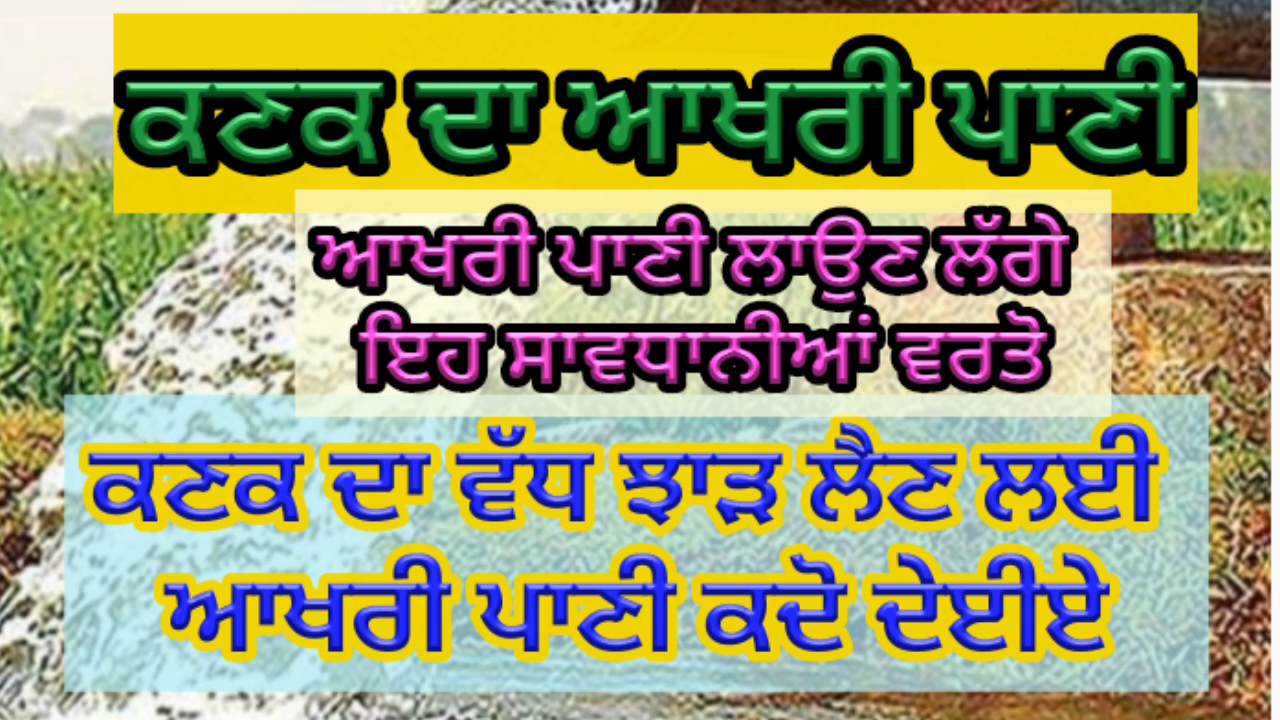 ਕਣਕ ਦਾ ਆਖਰੀ ਪਾਣੀ
ਆਖਰੀ ਪਾਣੀ ਲਾਉਣ ਲੱਗੇ
ਇਹ ਸਾਵਧਾਨੀਆਂ ਵਰਤੋ
ਕਣਕ ਦਾ ਵੱਧ ਝਾੜ ਲੈਣ ਲਈ
ਆਖਰੀ ਪਾਣੀ ਕਦੋ ਦੇਈਏ